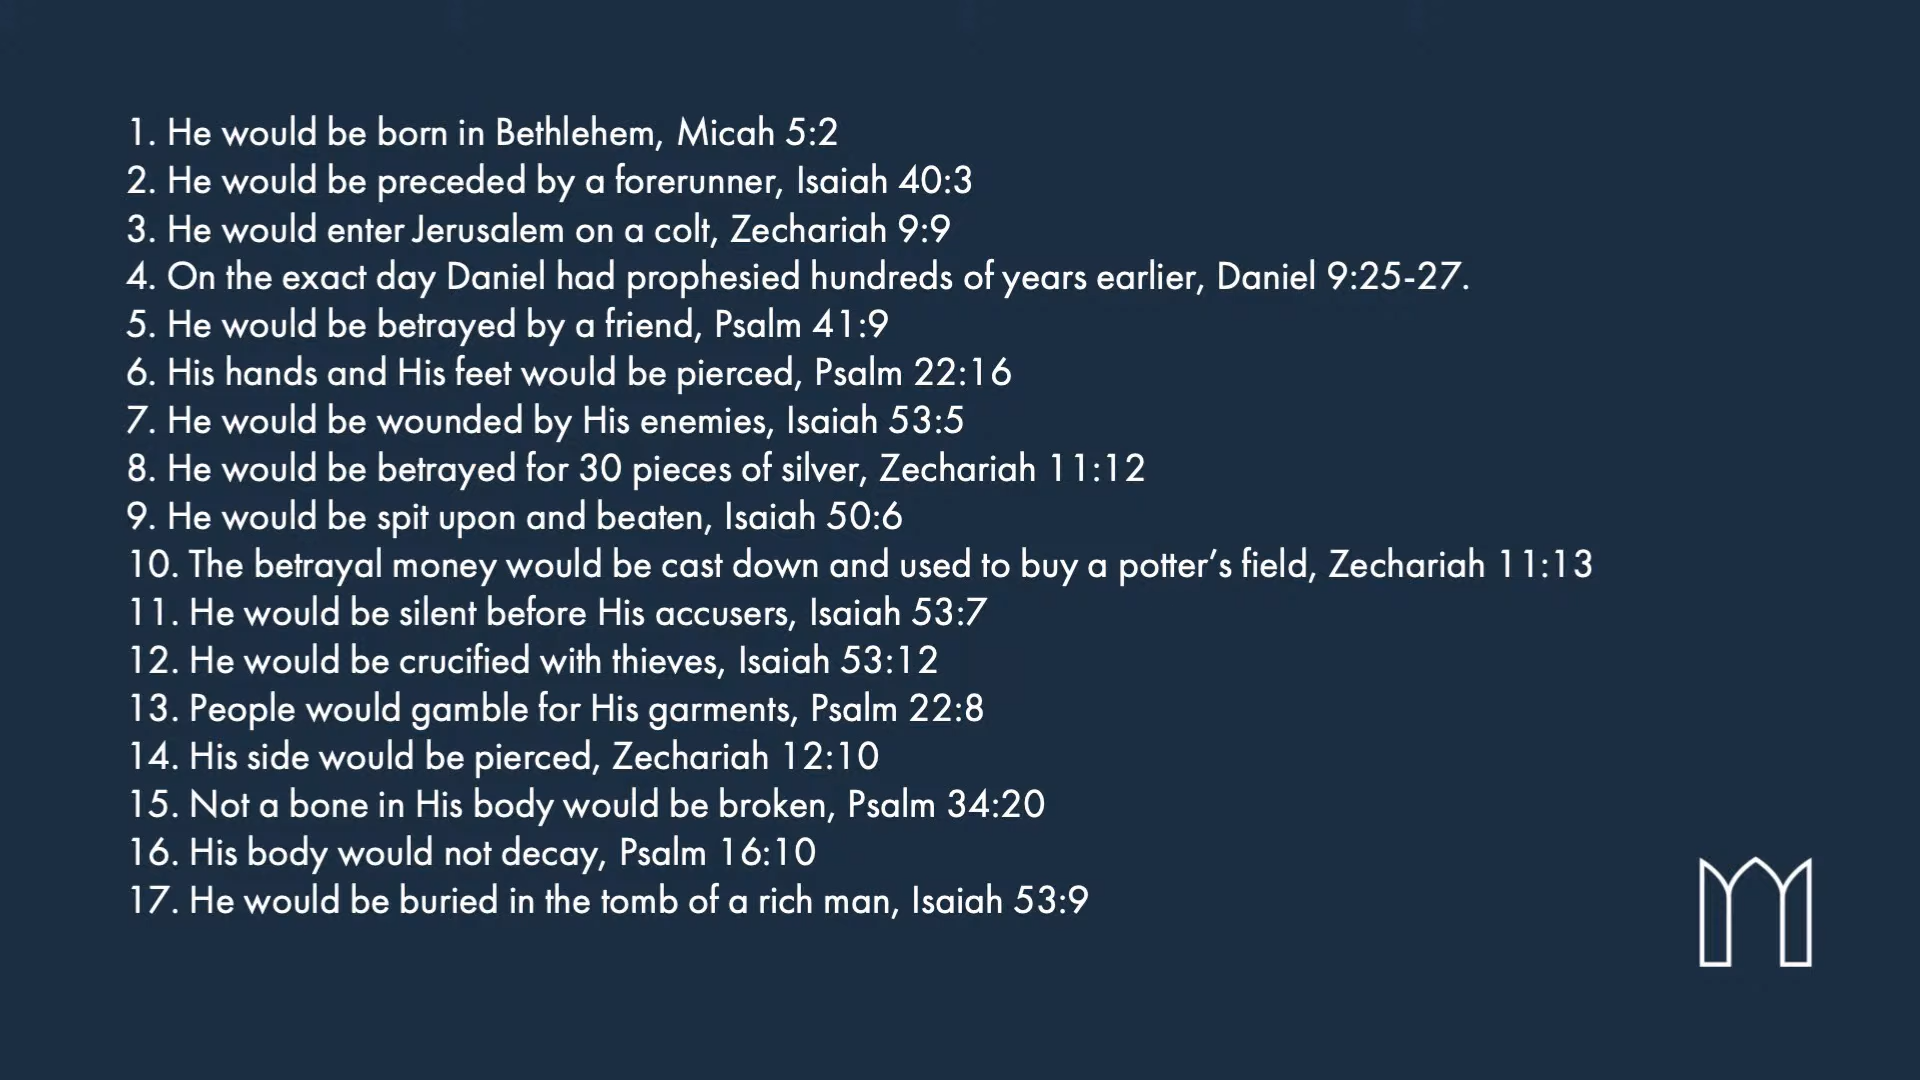 1. He would be born in Bethlehem, Micah 5:2
2. He would be preceded by a forerunner, Isaiah 40:3
3. He would enter Jerusalem on a colt, Zechariah 9:9
4. On the exact day Daniel had prophesied hundreds of years earlier, Daniel 9:25-27.
5. He would be betrayed by a friend, Psalm 41:9
6. His hands and His feet would be pierced, Psalm 22:16
7. He would be wounded by His enemies, Isaiah 53:5
8. He would be betrayed for 30 pieces of silver, Zechariah 11:12
9. He would be spit upon and beaten, Isaiah 50:6
10. The betrayal money would be cast down and used to buy a potter’s field, Zechariah 11:13
11. He would be silent before His accusers, Isaiah 53:7
12. He would be crucified with thieves, Isaiah 53:12
13. People would gamble for His garments, Psalm 22:8
14. His side would be pierced, Zechariah 12:10
15. Not a bone in His body would be broken, Psalm 34:20
16. His body would not decay, Psalm 16:10
17. He would be buried in the tomb of a rich man, Isaiah 53:9